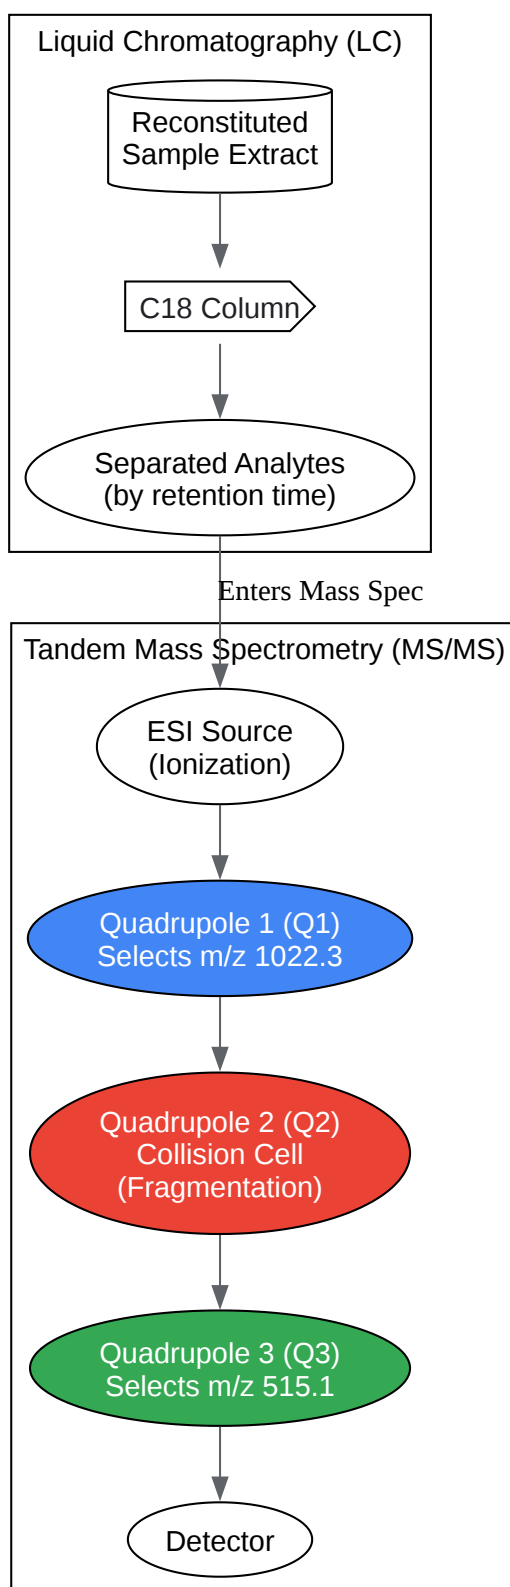 Liquid Chromatography (LC)
Reconstituted
Sample Extract
C18 Column
Separated Analytes
(by retention time)
Enters Mass Spec
Tandem Mass Spectrometry (MS/MS)
ESI Source
(Ionization)
Quadrupole 1 (Q1)
Selects m/z 1022.3
Quadrupole 2 (Q2)
Collision Cell
(Fragmentation)
Quadrupole 3 (Q3)
Selects m/z 515.1
Detector